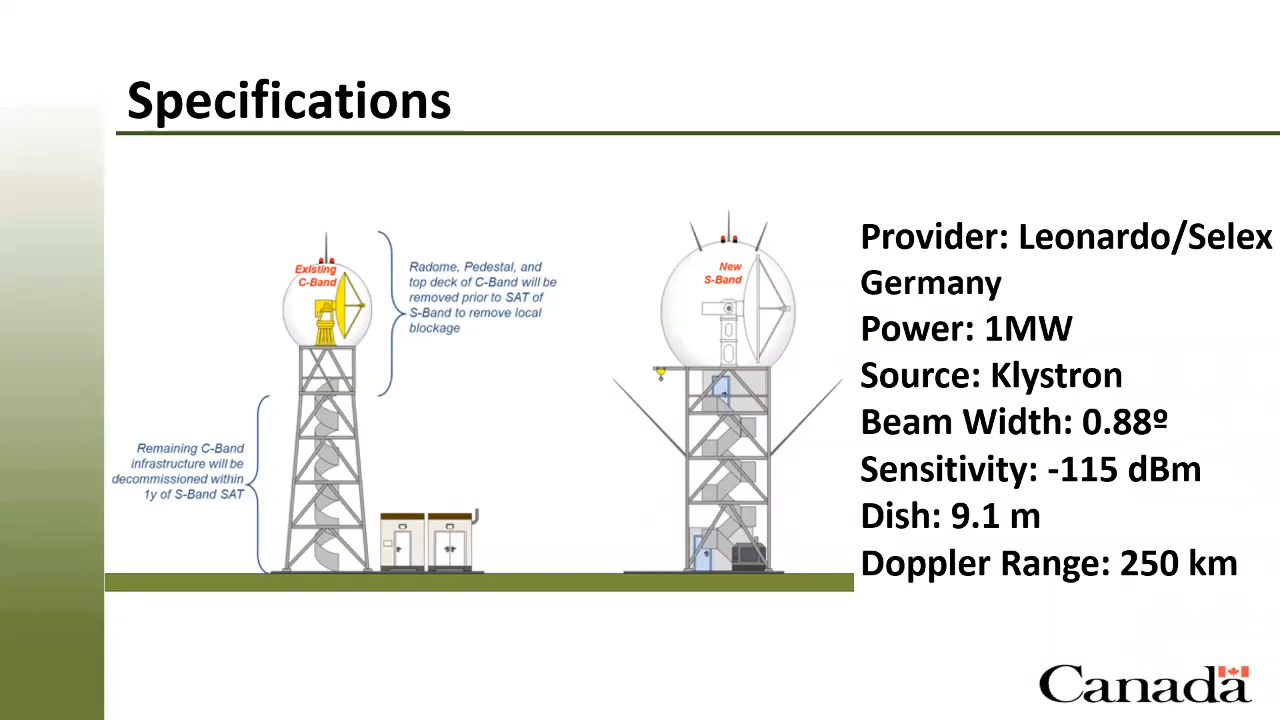 Specifications
Existing
C-Band
Radome, Pedestal, and
top deck of C-Band will be
removed prior to SAT of
S-Band to remove local
blockage
Remaining C-Band
infrastructure will be
decommissioned within
1y of S-Band SAT
New
S-Band
Provider: Leonardo/Selex
Germany
Power: 1MW
Source: Klystron
Beam Width: 0.88º
Sensitivity: -115 dBm
Dish: 9.1 m
Doppler Range: 250 km
Canada